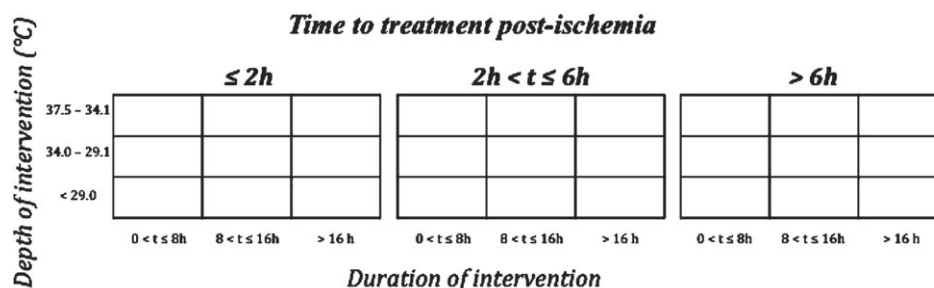 Time to treatment post-ischemia
Depth of intervention (°C)
≤ 2h 2h < t ≤ 6h > 6h
37.5 – 34.1
34.0 – 29.1
< 29.0
0 < t ≤ 8h 8 < t ≤ 16h > 16 h 0 < t ≤ 8h 8 < t ≤ 16h > 16 h 0 < t ≤ 8h 8 < t ≤ 16h > 16 h
Duration of intervention